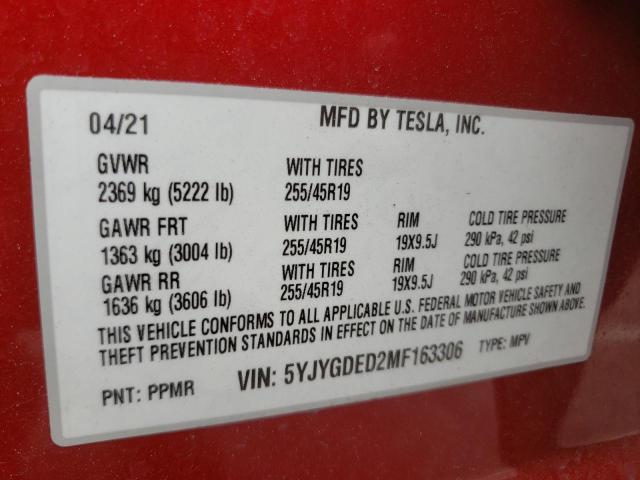 04/21 MFD BY TESLA, INC.
GVWR WITH TIRES
2369 kg (5222 lb) 255/45R19
GAWR FRT WITH TIRES RIM COLD TIRE PRESSURE
1363 kg (3004 lb) 255/45R19 19X9.5J 290 kPa, 42 psi
GAWR RR WITH TIRES RIM COLD TIRE PRESSURE
1636 kg (3606 lb) 255/45R19 19X9.5J 290 kPa, 42 psi
THIS VEHICLE CONFORMS TO ALL APPLICABLE U.S. FEDERAL MOTOR VEHICLE SAFETY AND
THEFT PREVENTION STANDARDS IN EFFECT ON THE DATE OF MANUFACTURE SHOWN ABOVE.
PNT: PPMR VIN: 5YJYGDED2MF163306 TYPE: MPV